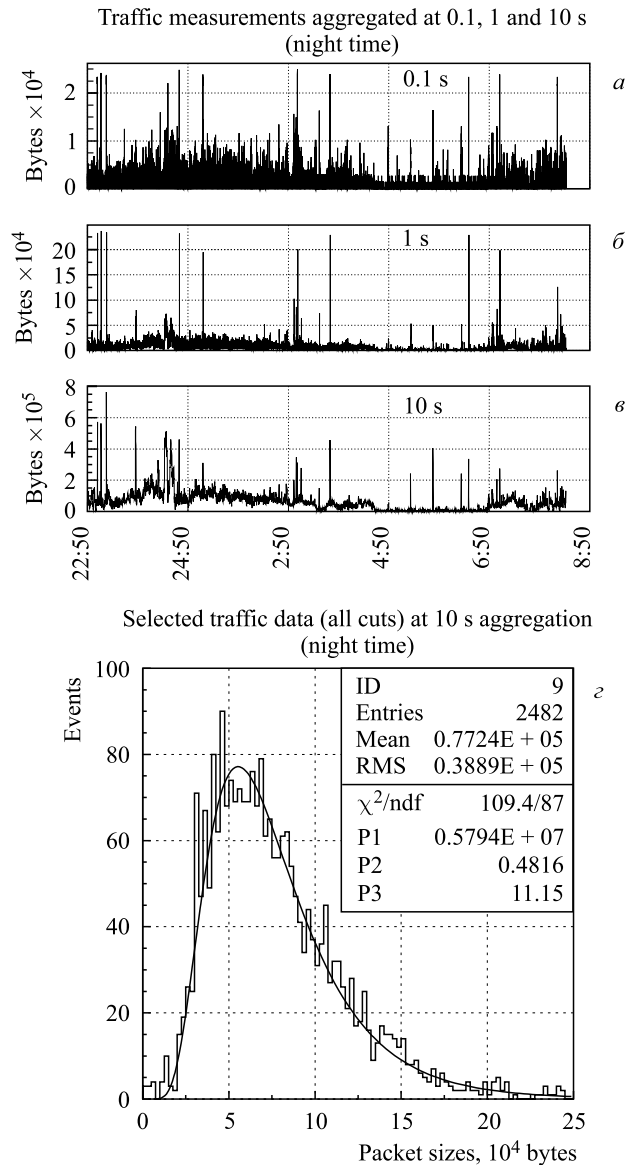 Traffic measurements aggregated at 0.1, 1 and 10 s
(night time)
Bytes ×10⁴
2
1
0
0.1 s
а
Bytes ×10⁴
20
15
10
5
0
1 s
б
Bytes ×10⁵
8
6
4
2
0
10 s
в
22:50
24:50
2:50
4:50
6:50
8:50
Selected traffic data (all cuts) at 10 s aggregation
(night time)
Events
100
80
60
40
20
0
ID 9
Entries 2482
Mean 0.7724E + 05
RMS 0.3889E + 05
χ²/ndf 109.4/87
P1 0.5794E + 07
P2 0.4816
P3 11.15
г
0 5 10 15 20 25
Packet sizes, 10⁴ bytes